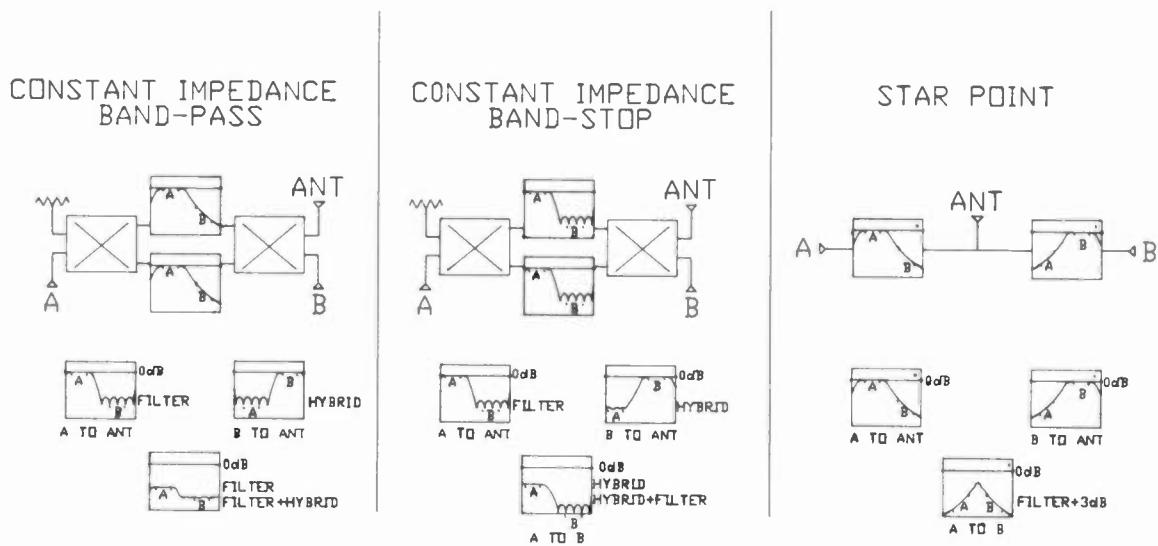 CONSTANT IMPEDANCE
BAND-PASS
A
B
ANT
A
B
A
B
A
B
0dB
FILTER
A TO ANT
A
B
HYBRID
B TO ANT
A
B
0dB
FILTER
FILTER+HYBRID
CONSTANT IMPEDANCE
BAND-STOP
A
B
ANT
A
B
A
B
A
B
0dB
FILTER
A TO ANT
A
B
0dB
HYBRID
B TO ANT
A
B
0dB
HYBRID
HYBRID+FILTER
A TO B
STAR POINT
ANT
A
A
B
A
B
B
A
B
0dB
A TO ANT
A
B
0dB
B TO ANT
A
B
0dB
FILTER+3dB
A TO B